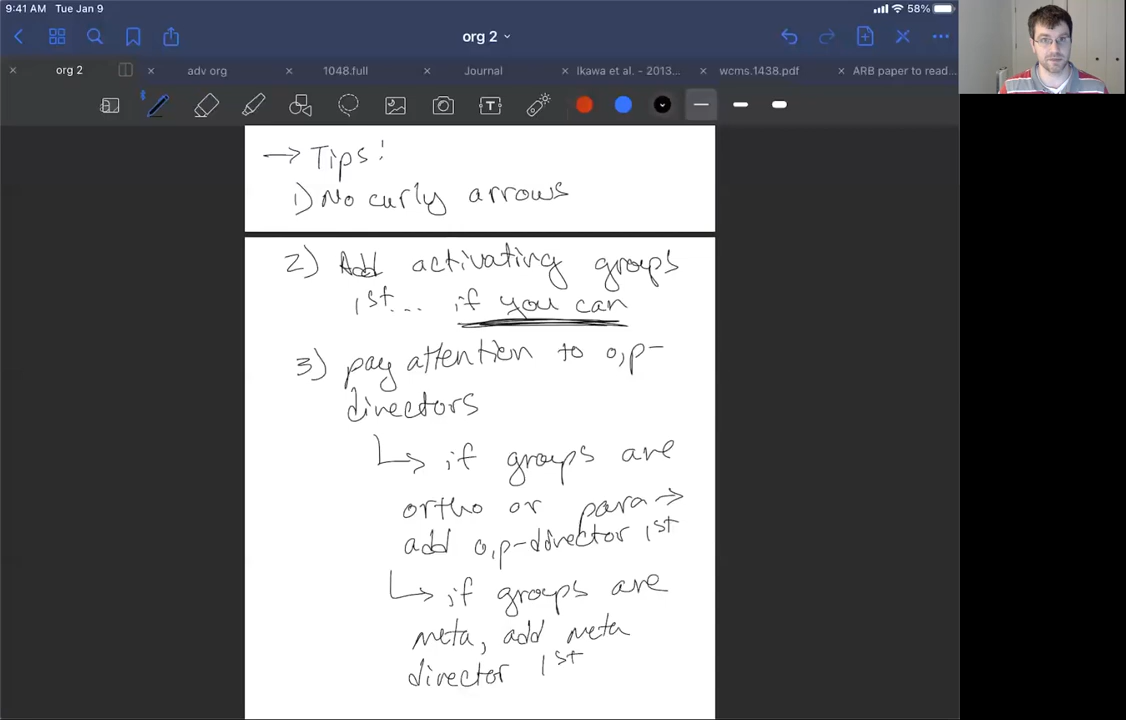 9:41 AM Tue Jan 9
58%
org 2
org 2
adv org
1048.full
Journal
Ikawa et al. - 2013...
wcms.1438.pdf
ARB paper to read...
→ Tips!
1) No curly arrows
2) Add activating groups
1st... if you can
3) pay attention to o,p-
directors
↳ if groups are
ortho or para →
add o,p-director 1st
↳ if groups are
meta, add meta
director 1st